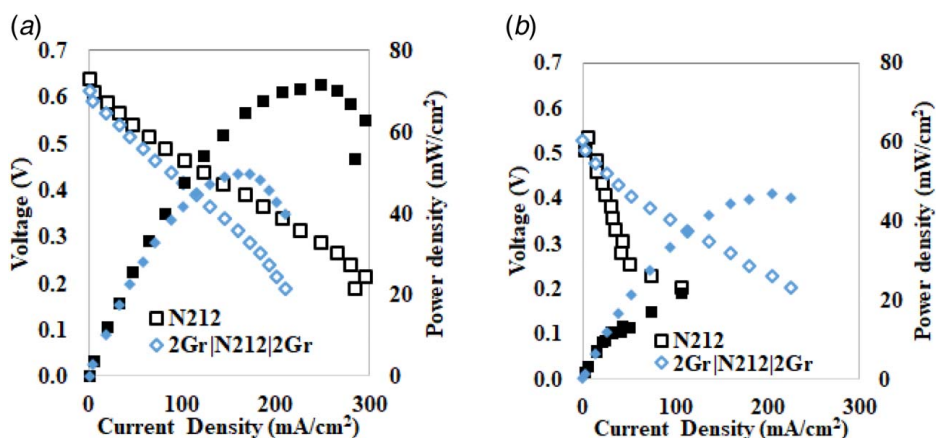 (a)
0.7
0.6
0.5
0.4
0.3
0.2
0.1
0.0
Voltage (V)
80
60
40
20
0
Power density (mW/cm²)
N212
2Gr|N212|2Gr
0 100 200 300
Current Density (mA/cm²)
(b)
0.7
0.6
0.5
0.4
0.3
0.2
0.1
0.0
Voltage (V)
80
60
40
20
0
Power density (mW/cm²)
N212
2Gr|N212|2Gr
0 100 200 300
Current Density (mA/cm²)